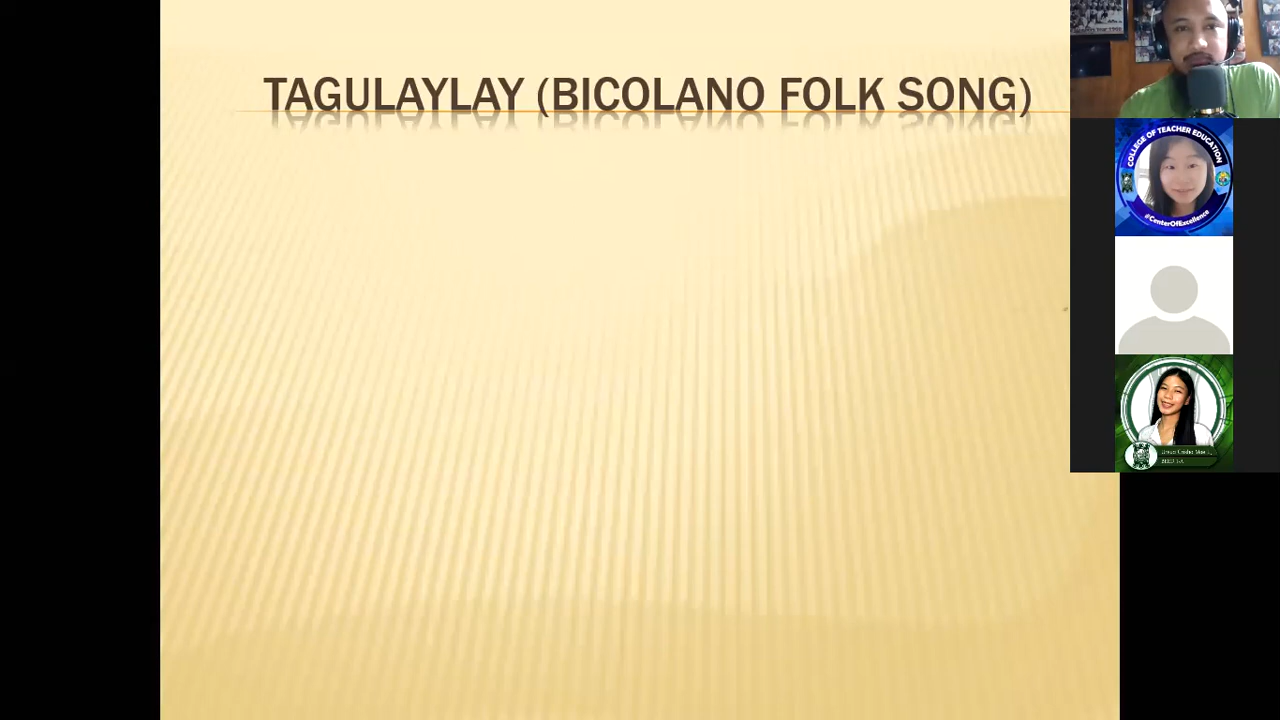 TAGULAYLAY (BICOLANO FOLK SONG)
COLLEGE OF TEACHER EDUCATION
#CenterOfExcellence